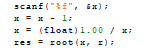 scanf("%f", &x);
x = x - 1;
x = (float)1.00 / x;
res = root(x, r);